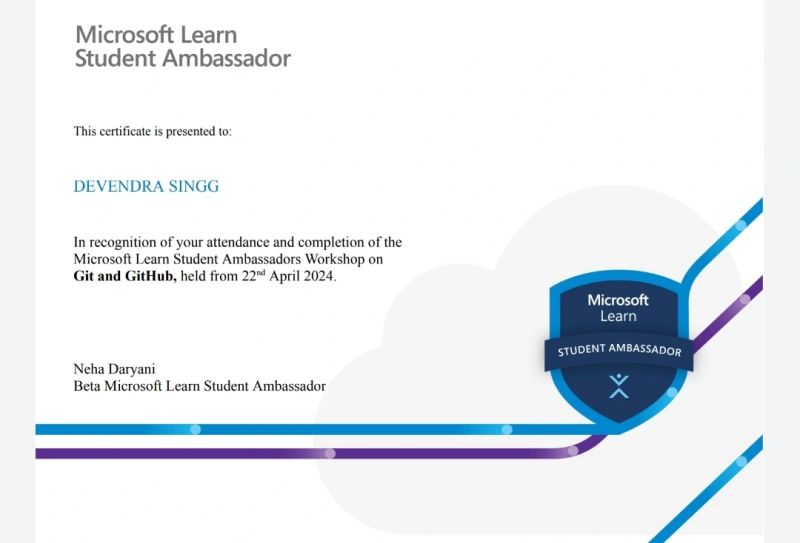 Microsoft Learn
Student Ambassador
This certificate is presented to:
DEVENDRA SINGG
In recognition of your attendance and completion of the
Microsoft Learn Student Ambassadors Workshop on
Git and GitHub, held from 22nd April 2024.
Neha Daryani
Beta Microsoft Learn Student Ambassador
Microsoft
Learn
STUDENT AMBASSADOR